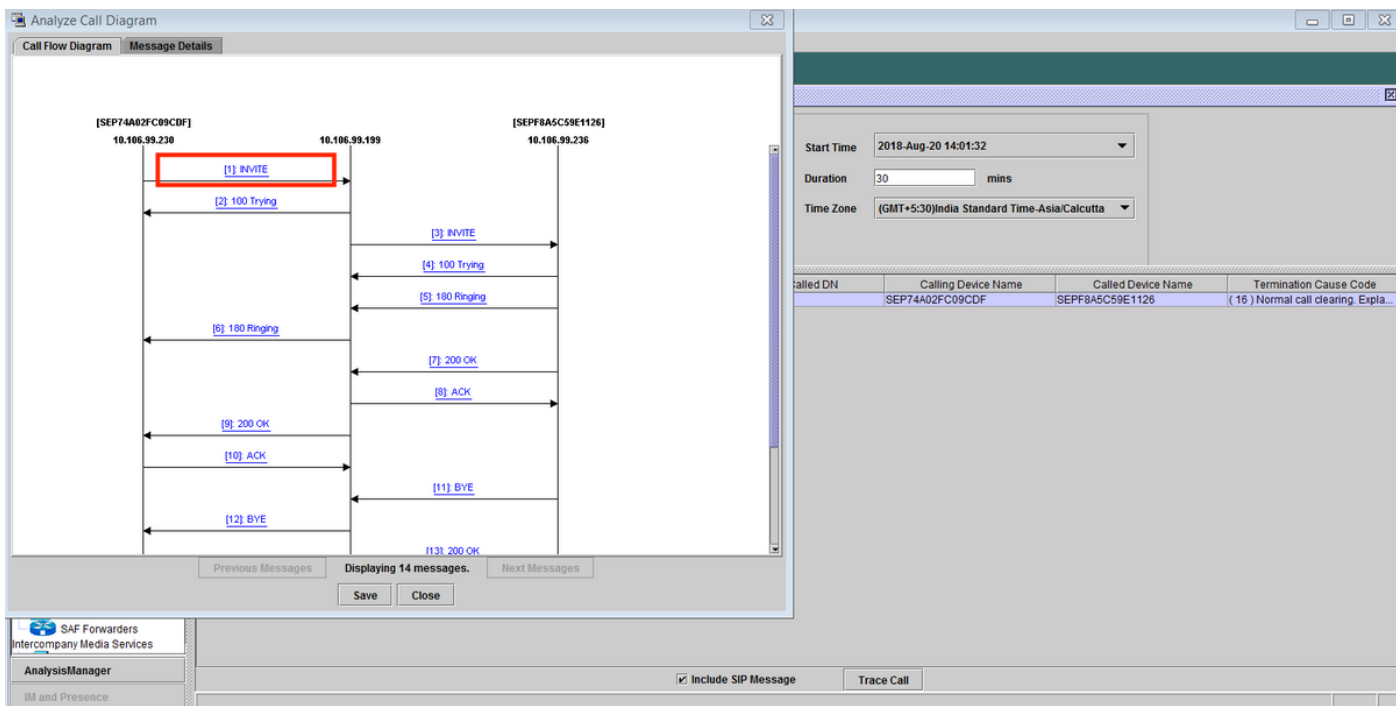 Analyze Call Diagram
Call Flow Diagram Message Details
[SEP74A02FC09CDF] [SEPF8A5C59E1126]
10.106.99.230 10.106.99.199 10.106.99.236
[1]: INVITE
[2]: 100 Trying
[3]: INVITE
[4]: 100 Trying
[5]: 180 Ringing
[6]: 180 Ringing
[7]: 200 OK
[8]: ACK
[9]: 200 OK
[10]: ACK
[11]: BYE
[12]: BYE
[13]: 200 OK
Previous Messages Displaying 14 messages. Next Messages
Save Close
Start Time 2018-Aug-20 14:01:32
Duration 30 mins
Time Zone (GMT+5:30)India Standard Time-Asia/Calcutta
DN Calling Device Name Called Device Name Termination Cause Code
SEP74A02FC09CDF SEPF8A5C59E1126 ( 16 ) Normal call clearing. Expla...
SAF Forwarders
Intercompany Media Services
AnalysisManager
IM and Presence
Include SIP Message Trace Call